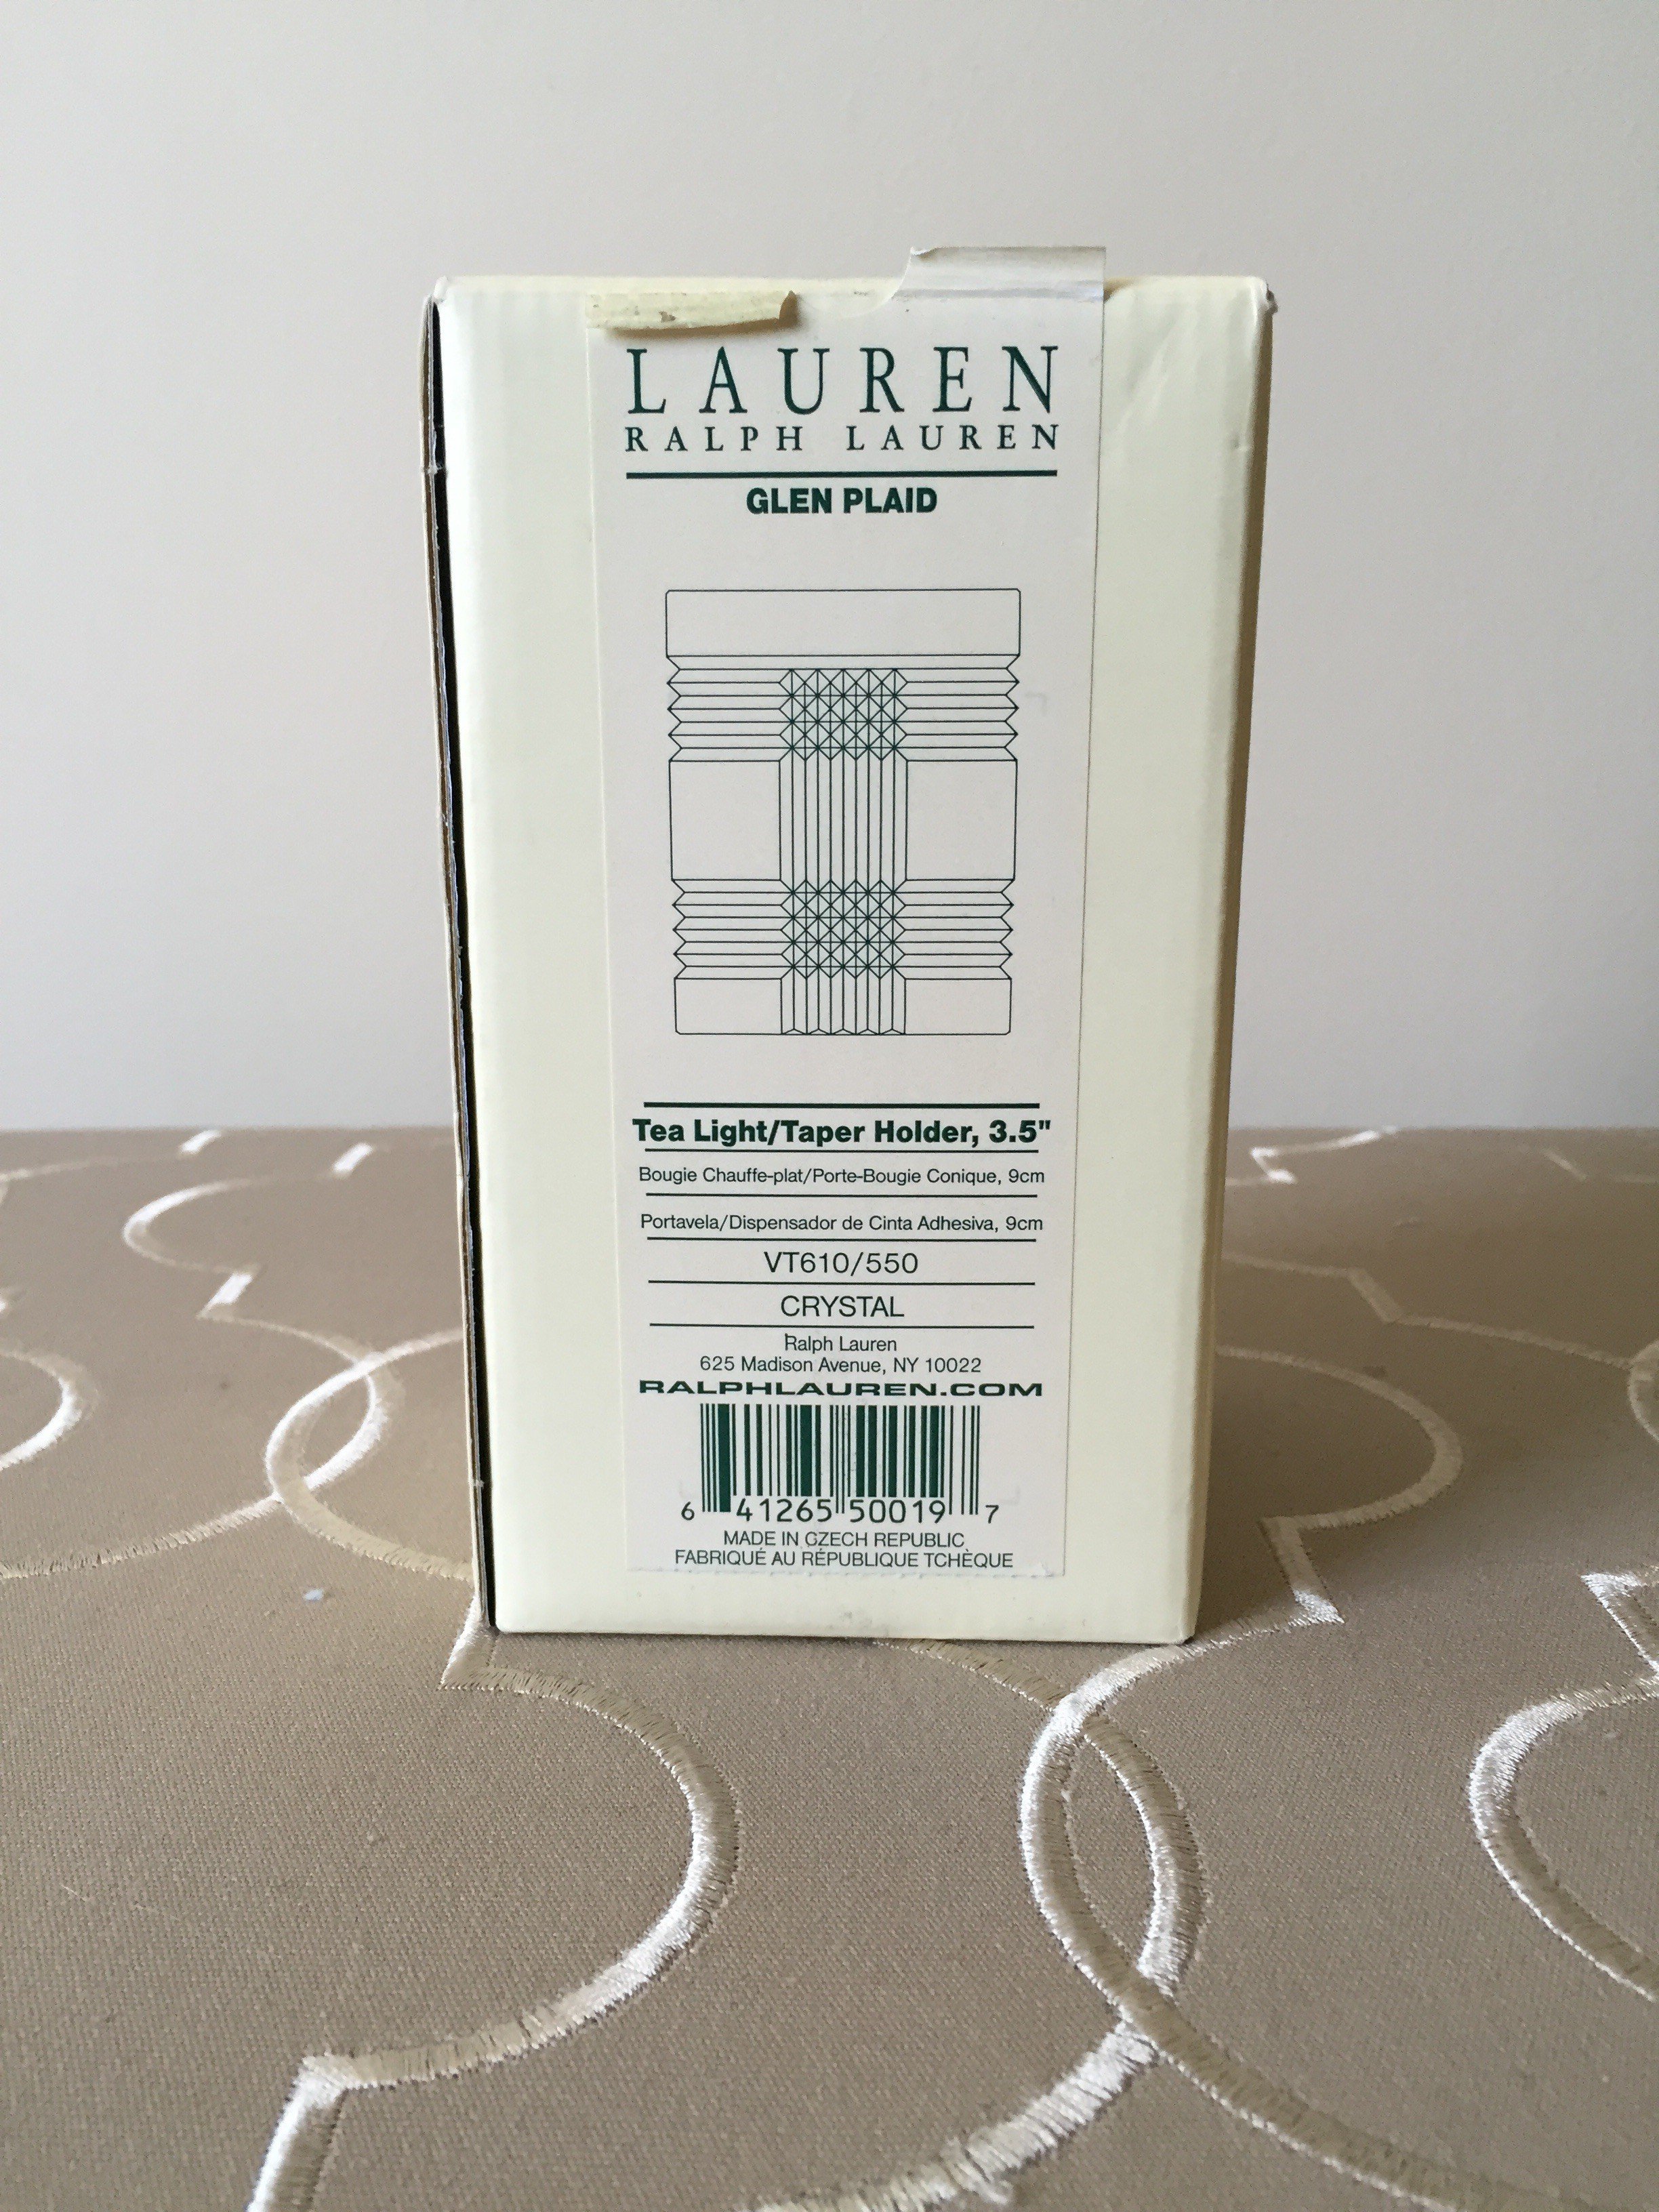 LAUREN
RALPH LAUREN
GLEN PLAID
Tea Light/Taper Holder, 3.5"
Bougie Chauffe-plat/Porte-Bougie Conique, 9cm
Portavela/Dispensador de Cinta Adhesiva, 9cm
VT610/550
CRYSTAL
Ralph Lauren
625 Madison Avenue, NY 10022
RALPHLAUREN.COM
6 41265 50019 7
MADE IN CZECH REPUBLIC
FABRIQUÉ AU RÉPUBLIQUE TCHÈQUE